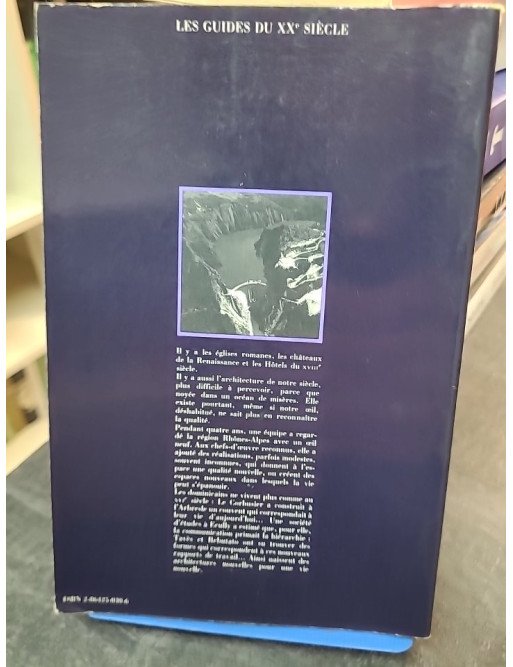 LES GUIDES DU XXe SIÈCLE
Il y a les églises romanes, les châteaux
de la Renaissance et les Hôtels du XVIIIe
siècle.
Il y a aussi l'architecture de notre siècle,
plus difficile à percevoir, parce que
noyée dans un océan de misères. Elle
existe pourtant, même si notre œil,
déshabitué, ne sait plus en reconnaître
la qualité.
Pendant quatre ans, une équipe a regar-
dé la région Rhônes-Alpes avec un œil
neuf. Aux chefs-d'œuvre reconnus, elle a
ajouté des réalisations, parfois modestes,
souvent inconnues, qui donnent à l'es-
pace une qualité nouvelle, ou créent des
espaces nouveaux dans lesquels la vie
peut s'épanouir.
Les dominicains ne vivent plus comme au
siècle : Le Corbusier a construit à
l'Arbresle un couvent qui correspondait à
leur vie d'aujourd'hui... Une société
d'études à Ecully a estimé que, pour elle,
la communication primait la hiérarchie :
Tavès et Rebutato ont su trouver des
formes qui correspondent à ces nouveaux
rapports de travail... Ainsi naissent des
architectures nouvelles pour une vie
nouvelle.
ISBN